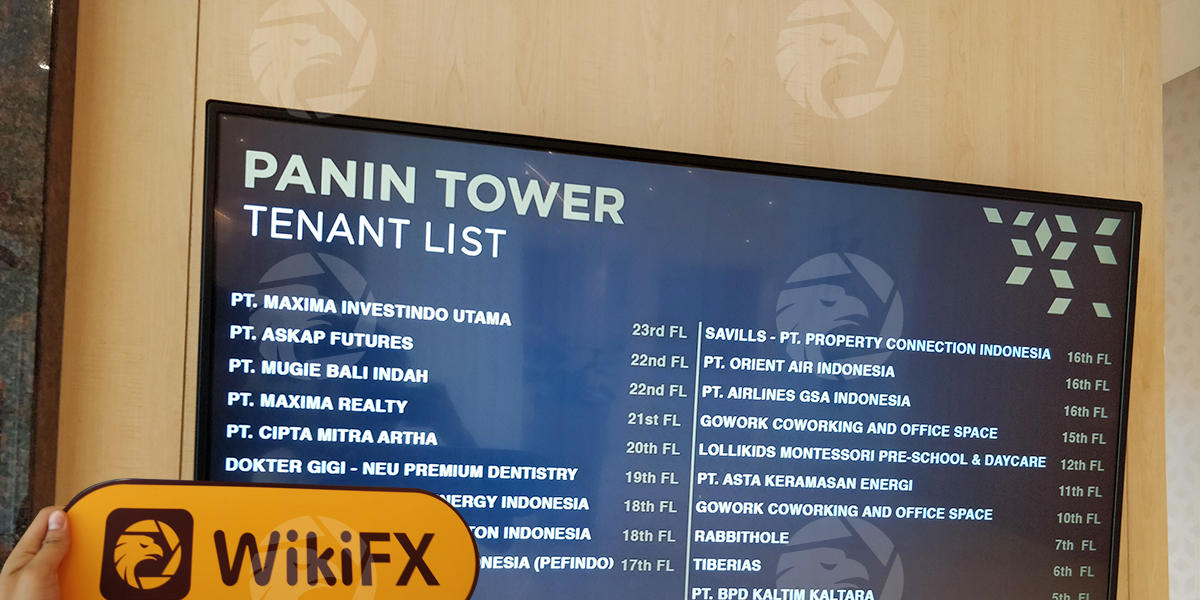 PANIN TOWER
TENANT LIST
PT. MAXIMA INVESTINDO UTAMA 23rd FL
PT. ASKAP FUTURES 22nd FL
PT. MUGIE BALI INDAH 22nd FL
PT. MAXIMA REALTY 21st FL
PT. CIPTA MITRA ARTHA 20th FL
DOKTER GIGI - NEU PREMIUM DENTISTRY 19th FL
NERGY INDONESIA 18th FL
TON INDONESIA 18th FL
NESIA (PEFINDO) 17th FL
SAVILLS - PT. PROPERTY CONNECTION INDONESIA 16th FL
PT. ORIENT AIR INDONESIA 16th FL
PT. AIRLINES GSA INDONESIA 16th FL
GOWORK COWORKING AND OFFICE SPACE 15th FL
LOLLIKIDS MONTESSORI PRE-SCHOOL & DAYCARE 12th FL
PT. ASTA KERAMASAN ENERGI 11th FL
GOWORK COWORKING AND OFFICE SPACE 10th FL
RABBITHOLE 7th FL
TIBERIAS 6th FL
PT. BPD KALTIM KALTARA 5th FL
WikiFX